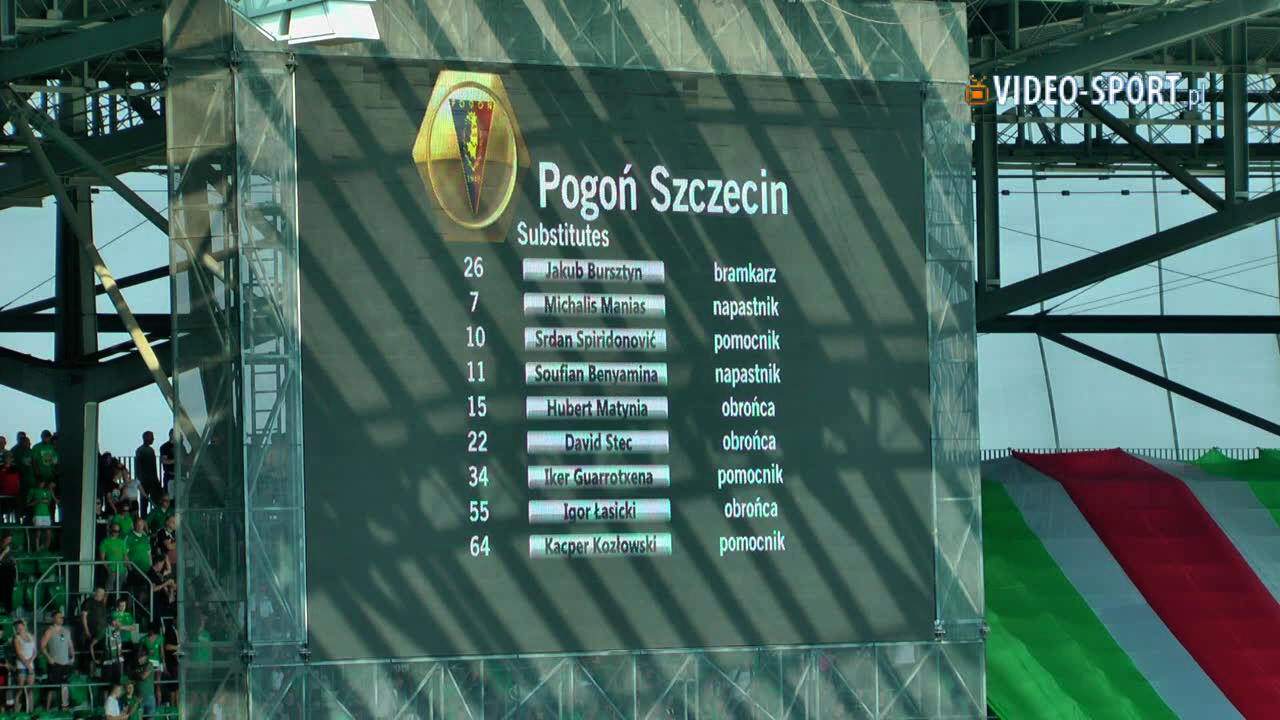 VIDEO-SPORT.pl
POGOŃ
Pogoń Szczecin
Substitutes
26 Jakub Bursztyn bramkarz
7 Michalis Manias napastnik
10 Srdan Spiridonović pomocnik
11 Soufian Benyamina napastnik
15 Hubert Matynia obrońca
22 David Stec obrońca
34 Iker Guarrotxena pomocnik
55 Igor Łasicki obrońca
64 Kacper Kozłowski pomocnik